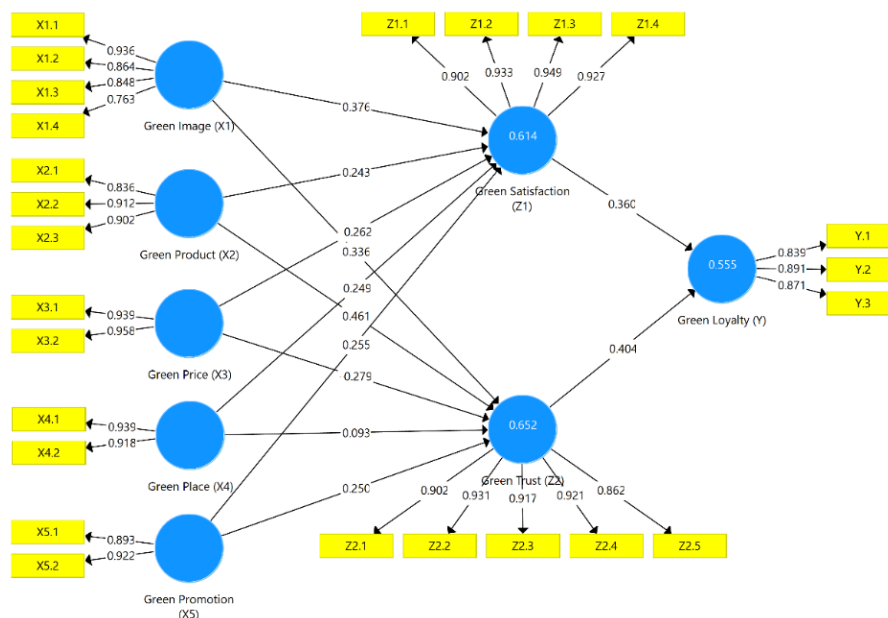 X1.1
X1.2
X1.3
X1.4
0.936
0.864
0.848
0.763
Green Image (X1)
X2.1
X2.2
X2.3
0.836
0.912
0.902
Green Product (X2)
X3.1
X3.2
0.939
0.958
Green Price (X3)
X4.1
X4.2
0.939
0.918
Green Place (X4)
X5.1
X5.2
0.893
0.922
Green Promotion
(X5)
0.376
0.243
0.262
0.336
0.249
0.461
0.255
0.279
0.093
0.250
Z1.1
Z1.2
Z1.3
Z1.4
0.902
0.933
0.949
0.927
0.614
Green Satisfaction
(Z1)
0.652
Green Trust (Z2)
0.902
0.931
0.917
0.921
0.862
Z2.1
Z2.2
Z2.3
Z2.4
Z2.5
0.360
0.404
0.555
Green Loyalty (Y)
0.839
0.891
0.871
Y.1
Y.2
Y.3